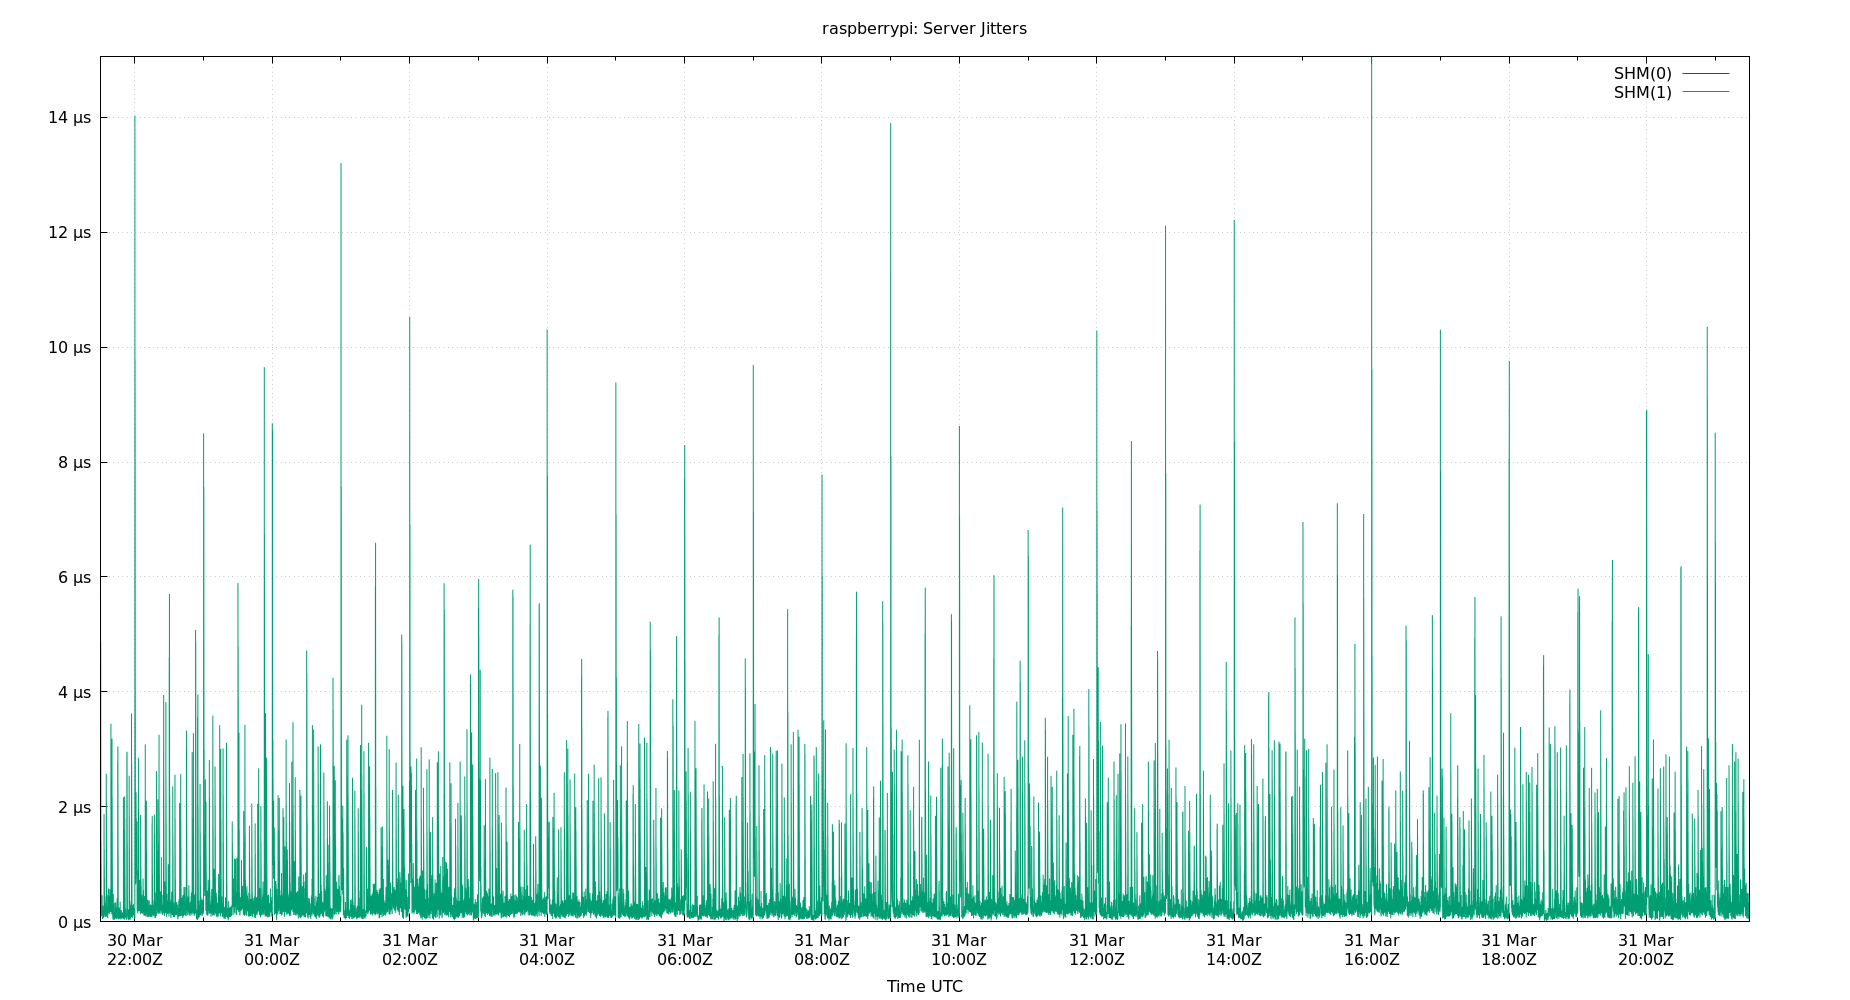 raspberrypi: Server Jitters
SHM(0)
SHM(1)
14 µs
12 µs
10 µs
8 µs
6 µs
4 µs
2 µs
0 µs
30 Mar 31 Mar 31 Mar 31 Mar 31 Mar 31 Mar 31 Mar 31 Mar 31 Mar 31 Mar 31 Mar 31 Mar
22:00Z 00:00Z 02:00Z 04:00Z 06:00Z 08:00Z 10:00Z 12:00Z 14:00Z 16:00Z 18:00Z 20:00Z
Time UTC